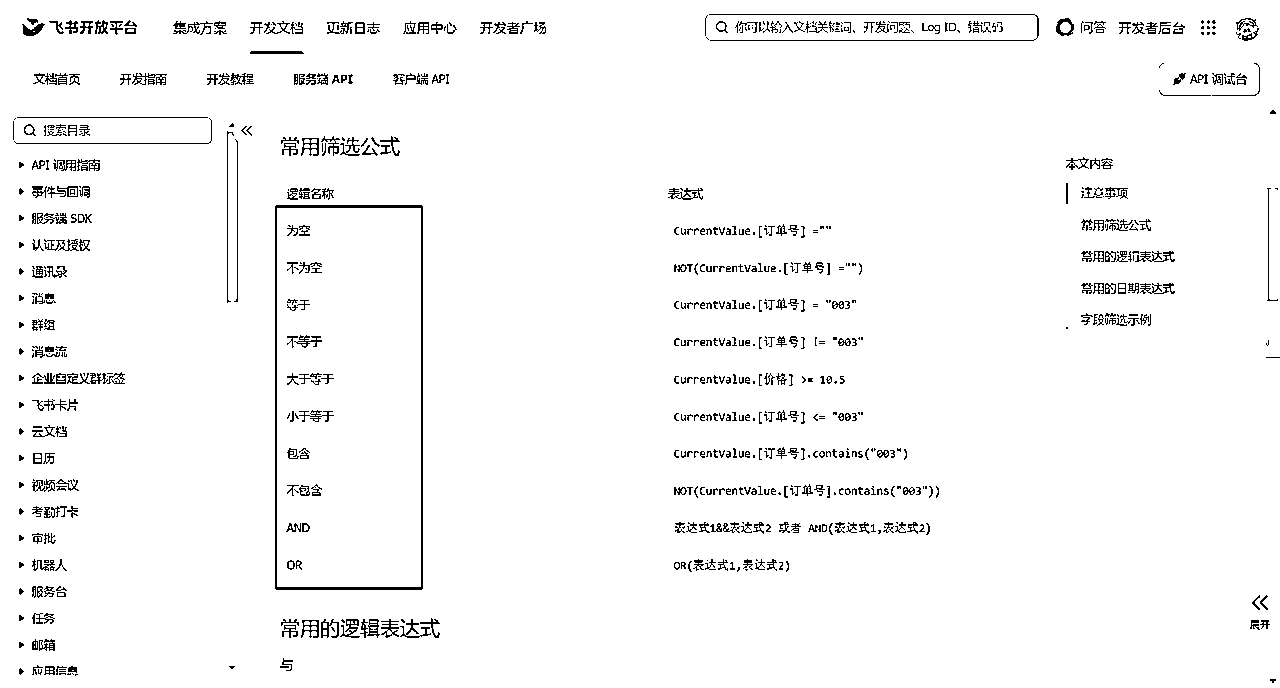 飞书开放平台 集成方案 开发文档 更新日志 应用中心 开发者广场 你可以输入文档关键词、开发问题、Log ID、错误码 问答 开发者后台
文档首页 开发指南 开发教程 服务端 API 客户端 API API 调试台
搜索目录
API 调用指南
事件与回调
服务端 SDK
认证及授权
通讯录
消息
群组
消息流
企业自定义群标签
飞书卡片
云文档
日历
视频会议
考勤打卡
审批
机器人
服务台
任务
邮箱
应用信息
常用筛选公式
逻辑名称 表达式
为空 CurrentValue.[订单号] =""
不为空 NOT(CurrentValue.[订单号] ="")
等于 CurrentValue.[订单号] = "003"
不等于 CurrentValue.[订单号] != "003"
大于等于 CurrentValue.[价格] >= 10.5
小于等于 CurrentValue.[订单号] <= "003"
包含 CurrentValue.[订单号].contains("003")
不包含 NOT(CurrentValue.[订单号].contains("003"))
AND 表达式1&&表达式2 或者 AND(表达式1,表达式2)
OR OR(表达式1,表达式2)
常用的逻辑表达式
与
本文内容
注意事项
常用筛选公式
常用的逻辑表达式
常用的日期表达式
字段筛选示例
展开